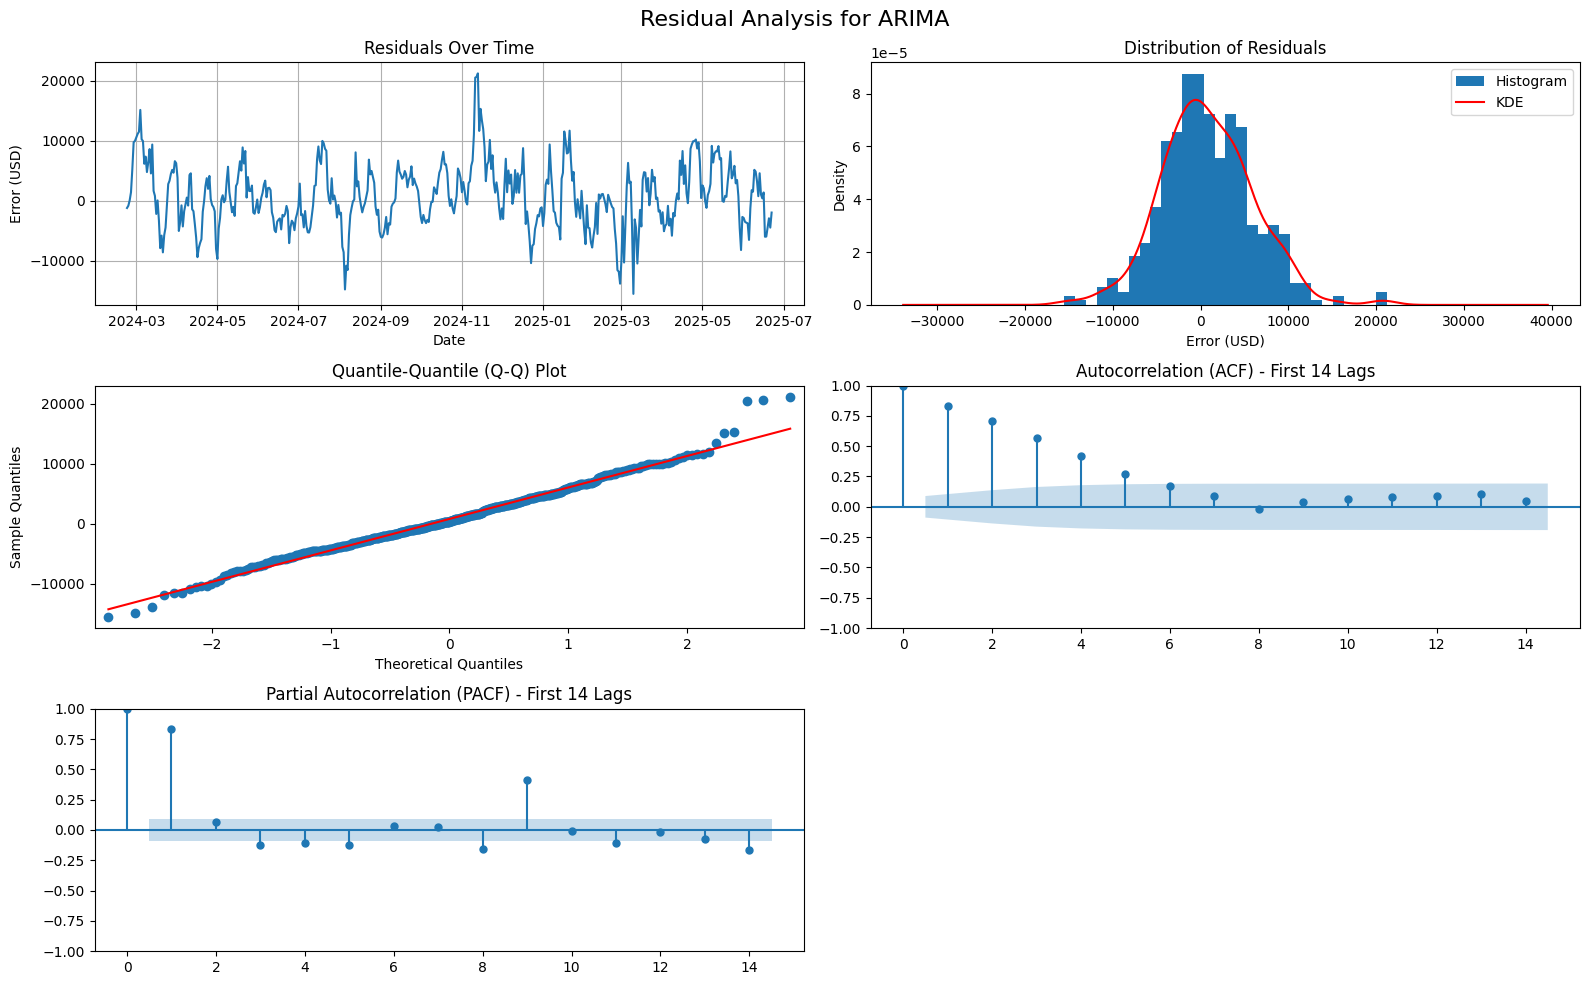 Residual Analysis for ARIMA
Residuals Over Time
Error (USD)
20000
10000
0
−10000
2024-03 2024-05 2024-07 2024-09 2024-11 2025-01 2025-03 2025-05 2025-07
Date
Distribution of Residuals
1e−5
Density
8
6
4
2
0
Histogram
KDE
−30000 −20000 −10000 0 10000 20000 30000 40000
Error (USD)
Quantile-Quantile (Q-Q) Plot
Sample Quantiles
20000
10000
0
−10000
−2 −1 0 1 2
Theoretical Quantiles
Autocorrelation (ACF) - First 14 Lags
1.00
0.75
0.50
0.25
0.00
−0.25
−0.50
−0.75
−1.00
0 2 4 6 8 10 12 14
Partial Autocorrelation (PACF) - First 14 Lags
1.00
0.75
0.50
0.25
0.00
−0.25
−0.50
−0.75
−1.00
0 2 4 6 8 10 12 14